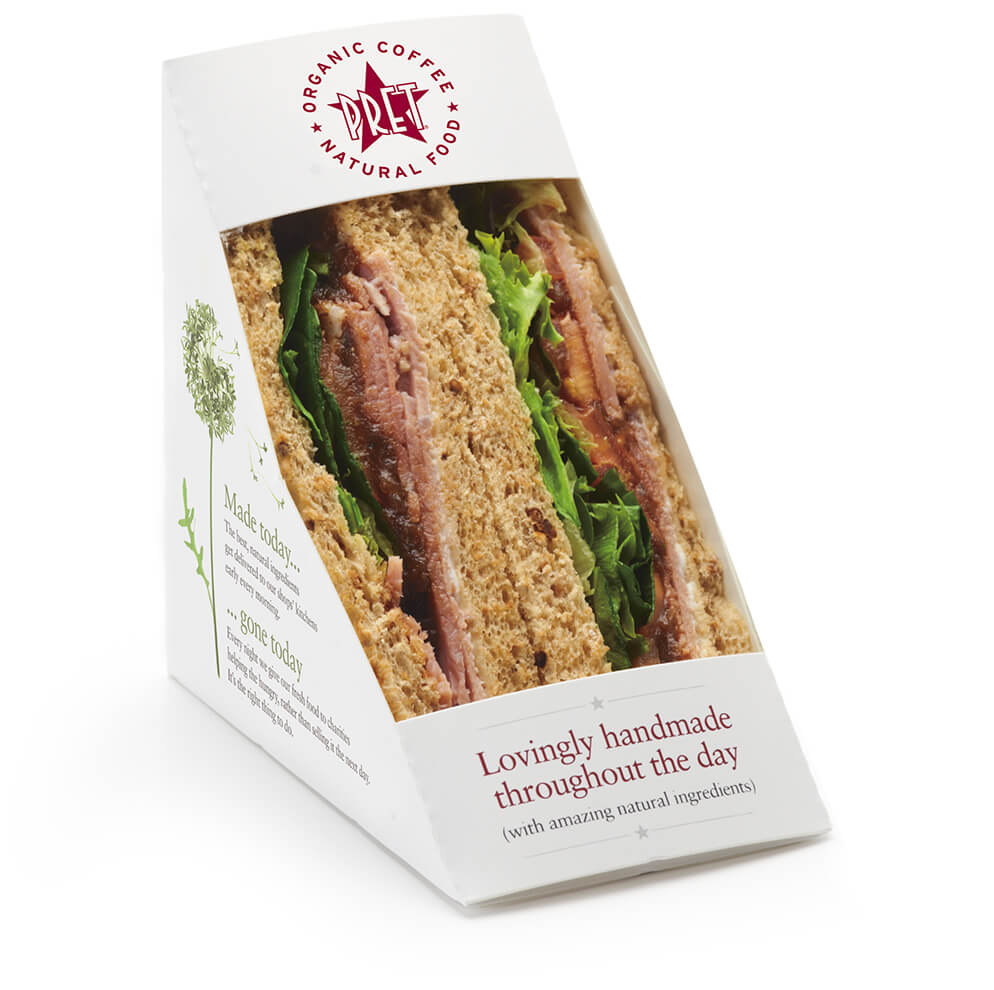 ORGANIC COFFEE
PRET
NATURAL FOOD
Made today...
The best, natural ingredients
get delivered to our shops' kitchens
early every morning.
... gone today
Every night we give our fresh food to charities
helping the hungry, rather than selling it the next day.
It's the right thing to do.
Lovingly handmade
throughout the day
(with amazing natural ingredients)